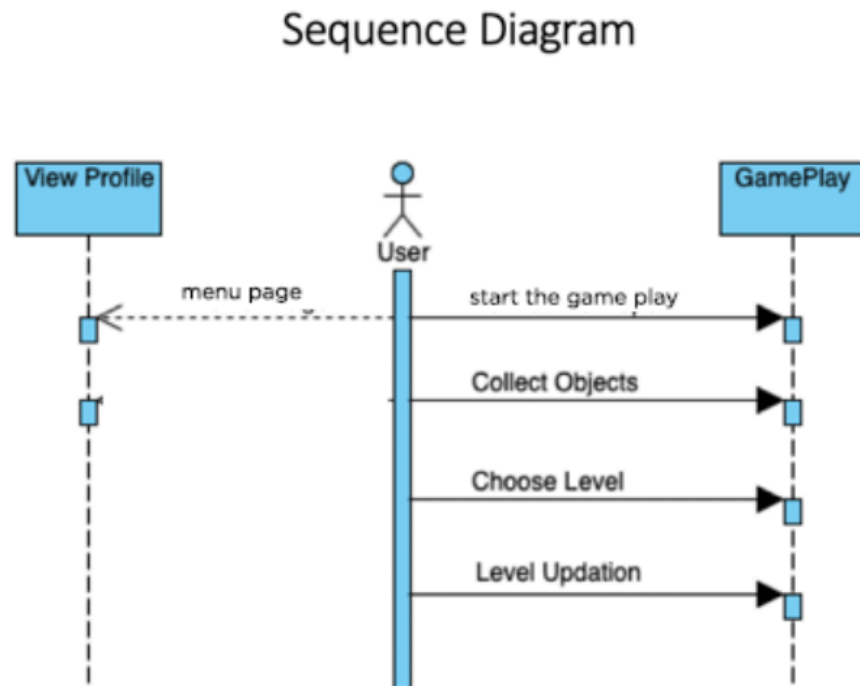 Sequence Diagram
View Profile
GamePlay
User
menu page
start the game play
Collect Objects
Choose Level
Level Updation